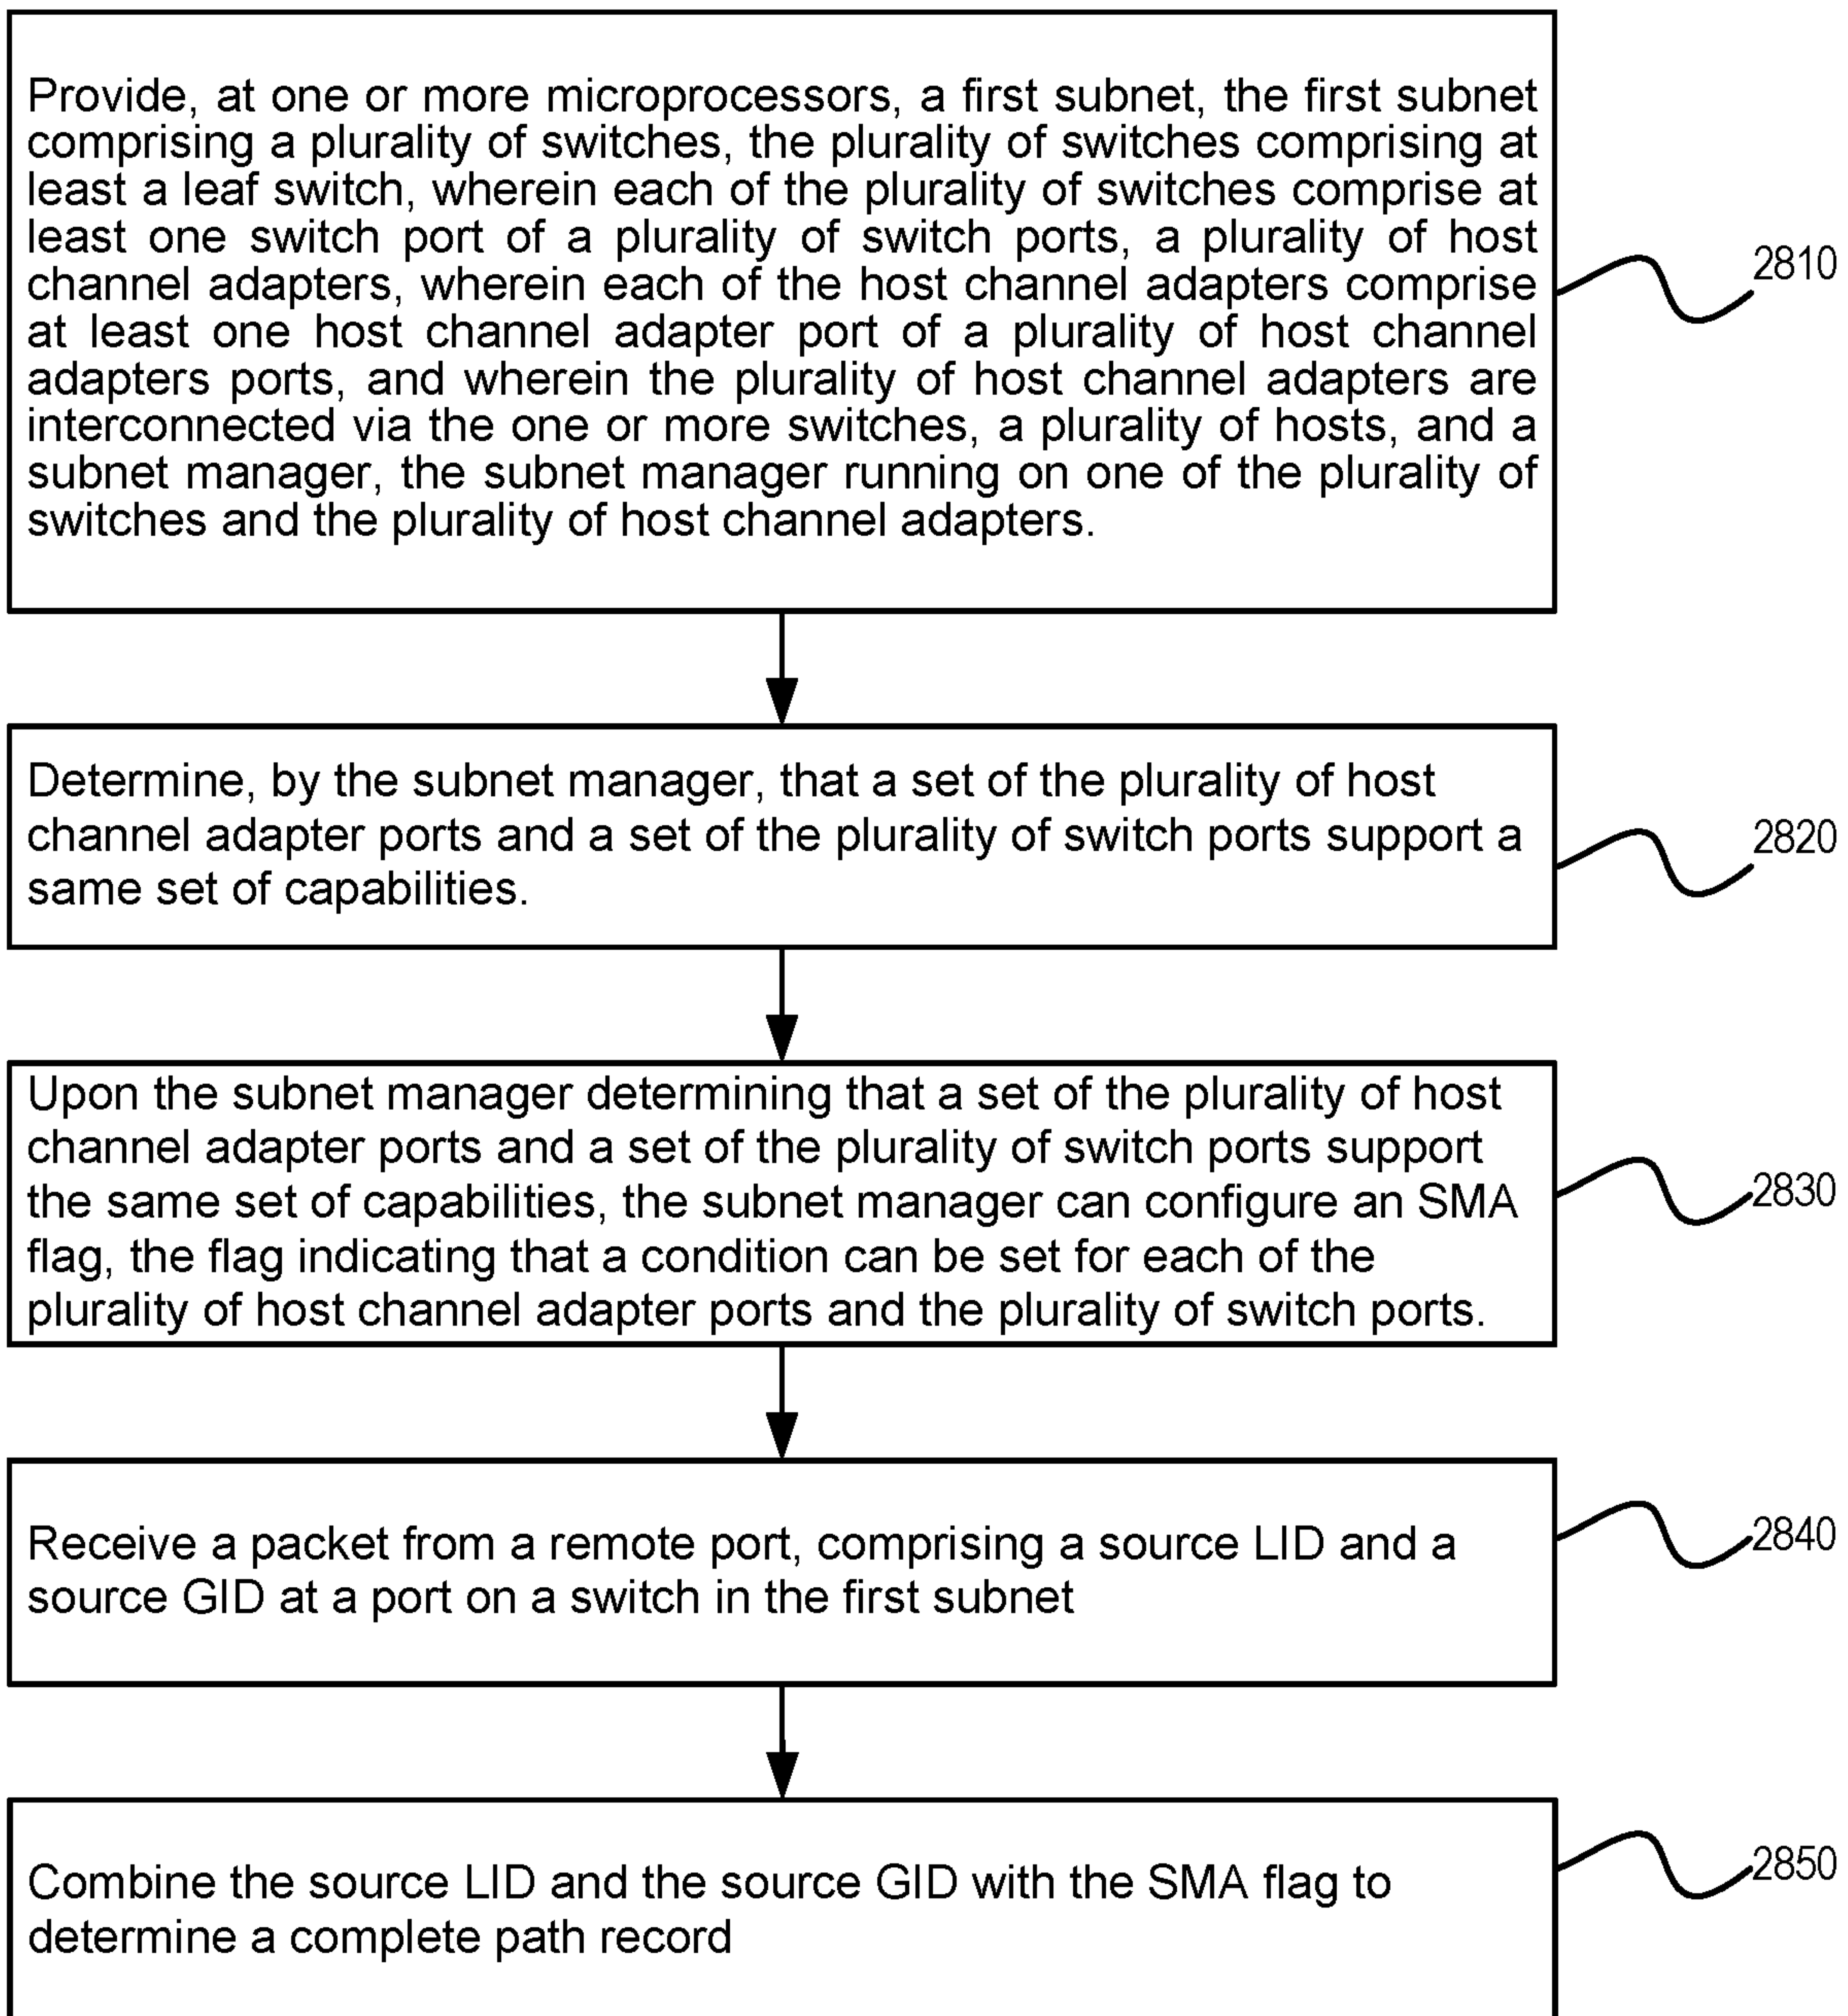 Provide, at one or more microprocessors, a first subnet, the first subnet
comprising a plurality of switches, the plurality of switches comprising at
least a leaf switch, wherein each of the plurality of switches comprise at
least one switch port of a plurality of switch ports, a plurality of host
channel adapters, wherein each of the host channel adapters comprise
at least one host channel adapter port of a plurality of host channel
adapters ports, and wherein the plurality of host channel adapters are
interconnected via the one or more switches, a plurality of hosts, and a
subnet manager, the subnet manager running on one of the plurality of
switches and the plurality of host channel adapters.
2810
Determine, by the subnet manager, that a set of the plurality of host
channel adapter ports and a set of the plurality of switch ports support a
same set of capabilities.
2820
Upon the subnet manager determining that a set of the plurality of host
channel adapter ports and a set of the plurality of switch ports support
the same set of capabilities, the subnet manager can configure an SMA
flag, the flag indicating that a condition can be set for each of the
plurality of host channel adapter ports and the plurality of switch ports.
2830
Receive a packet from a remote port, comprising a source LID and a
source GID at a port on a switch in the first subnet
2840
Combine the source LID and the source GID with the SMA flag to
determine a complete path record
2850